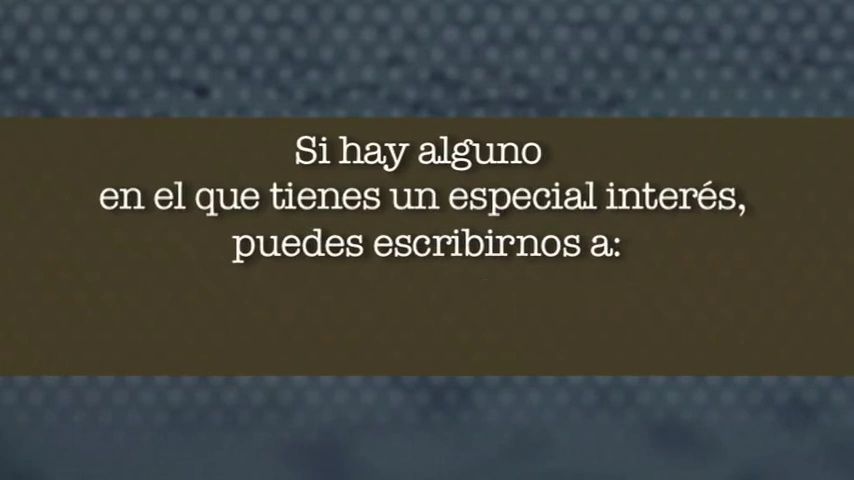 Si hay alguno
en el que tienes un especial interés,
puedes escribirnos a: